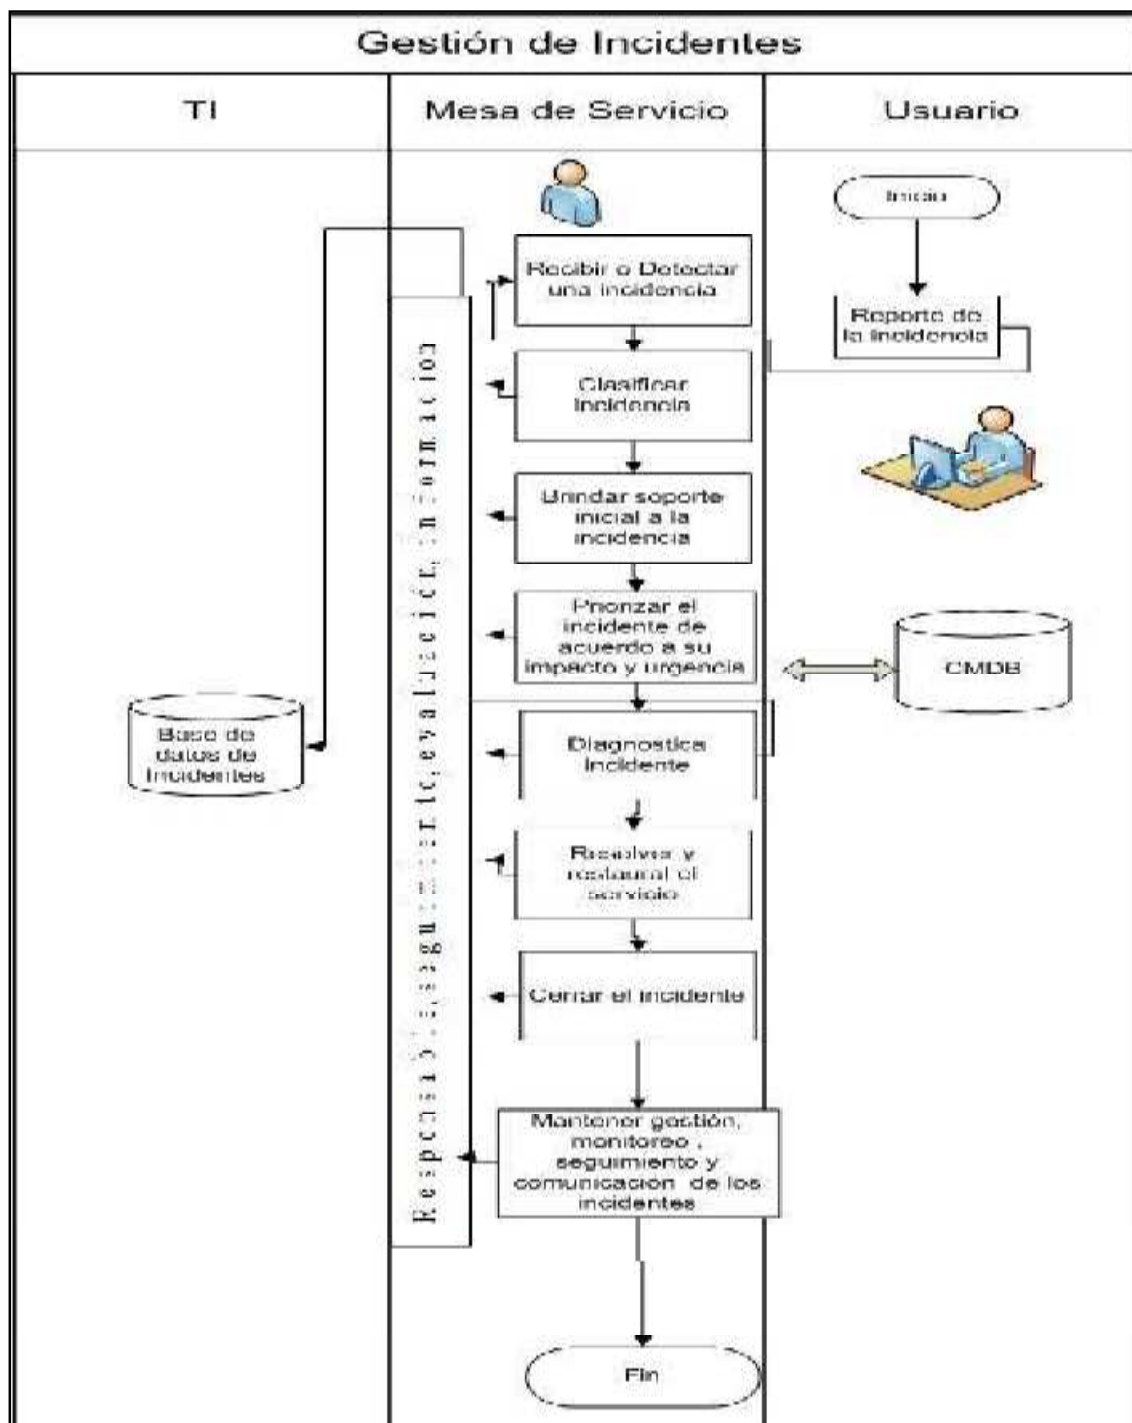 Gestión de Incidentes
TI
Mesa de Servicio
Usuario
Inicio
Recibir o Detectar
una incidencia
Reporte de
la Incidencia
Clasificar
Incidencia
Brindar soporte
inicial a la
incidencia
Priorizar el
incidente de
acuerdo a su
impacto y urgencia
CMDB
Base de
datos de
Incidentes
Diagnostica
Incidente
Resolver y
restaural el
servicio
Cerrar el incidente
Mantener gestión,
monitoreo ,
seguimiento y
comunicación de los
incidentes
Fin